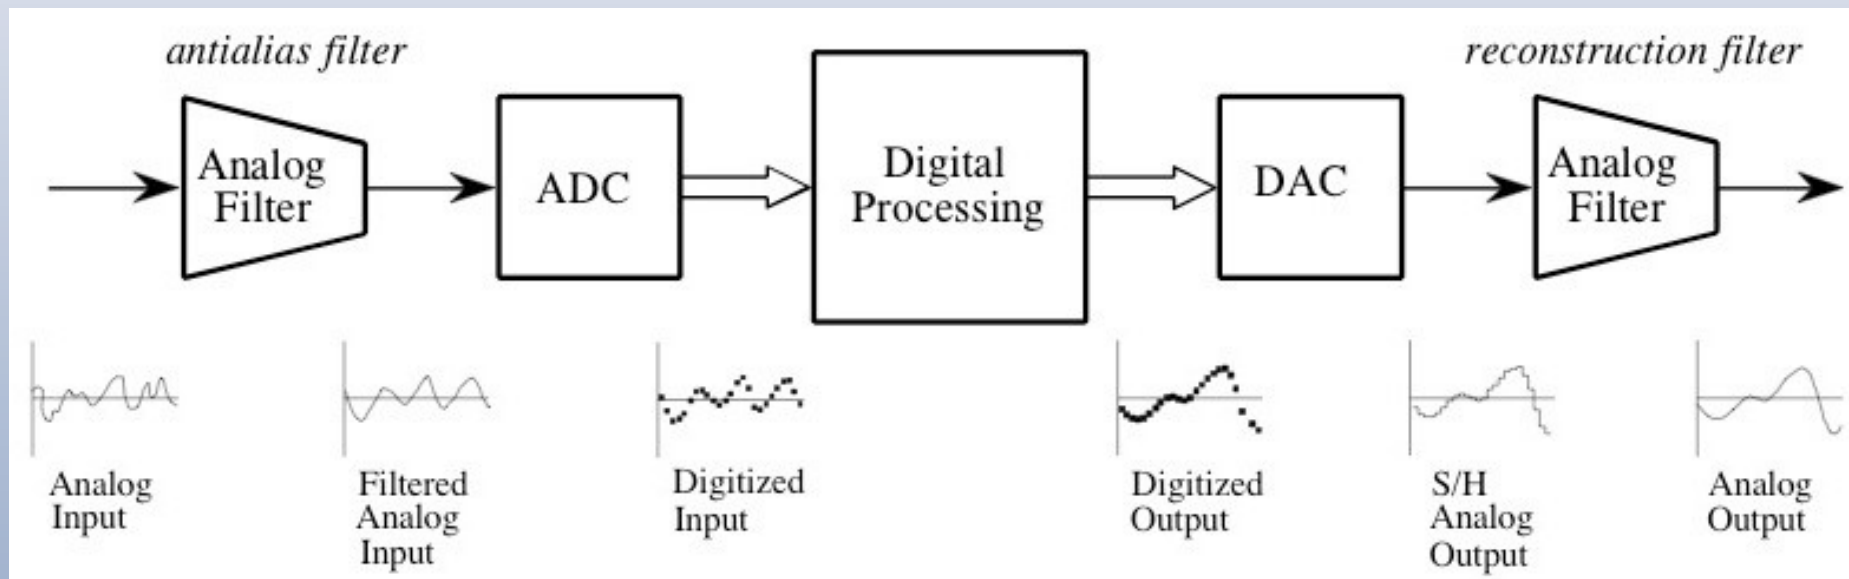 antialias filter
reconstruction filter
Analog
Filter
ADC
Digital
Processing
DAC
Analog
Filter
Analog
Input
Filtered
Analog
Input
Digitized
Input
Digitized
Output
S/H
Analog
Output
Analog
Output